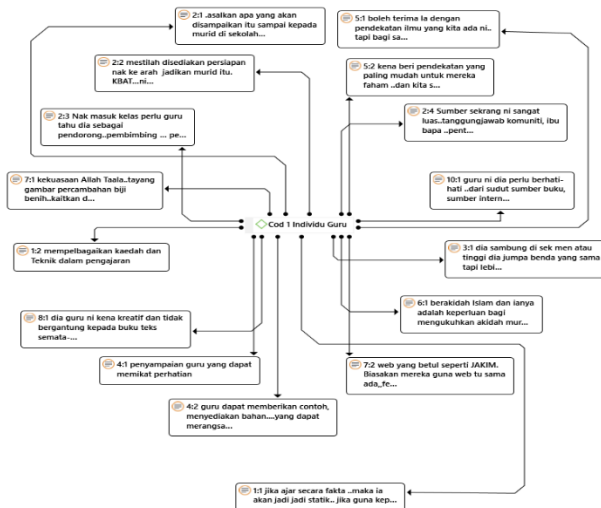 2:1 .asalkan apa yang akan
disampaikan itu sampai kepada
murid di sekolah...
5:1 boleh terima la dengan
pendekatan ilmu yang kita ada ni..
tapi bagi sa...
2:2 mestilah disediakan persiapan
nak ke arah jadikan murid itu.
KBAT...ni...
5:2 kena beri pendekatan yang
paling mudah untuk mereka
faham ..dan kita s...
2:3 Nak masuk kelas perlu guru
tahu dia sebagai
pendorong..pembimbing ... pe...
2:4 Sumber sekrang ni sangat
luas..tanggungjawab komuniti, ibu
bapa ..pent...
7:1 kekuasaan Allah Taala..tayang
gambar percambahan biji
benih..kaitkan d...
10:1 guru ni dia perlu berhati-
hati ..dari sudut sumber buku,
sumber intern...
Cod 1 Individu Guru
1:2 mempelbagaikan kaedah dan
Teknik dalam pengajaran
3:1 dia sambung di sek men atau
tinggi dia jumpa benda yang sama
tapi lebi...
6:1 berakidah Islam dan ianya
adalah keperluan bagi
mengukuhkan akidah mur...
8:1 dia guru ni kena kreatif dan tidak
bergantung kepada buku teks
semata-...
4:1 penyampaian guru yang dapat
memikat perhatian
7:2 web yang betul seperti JAKIM.
Biasakan mereka guna web tu sama
ada,,fe...
4:2 guru dapat memberikan contoh,
menyediakan bahan....yang dapat
merangsa...
1:1 jika ajar secara fakta ..maka ia
akan jadi jadi statik.. jika guna kep...